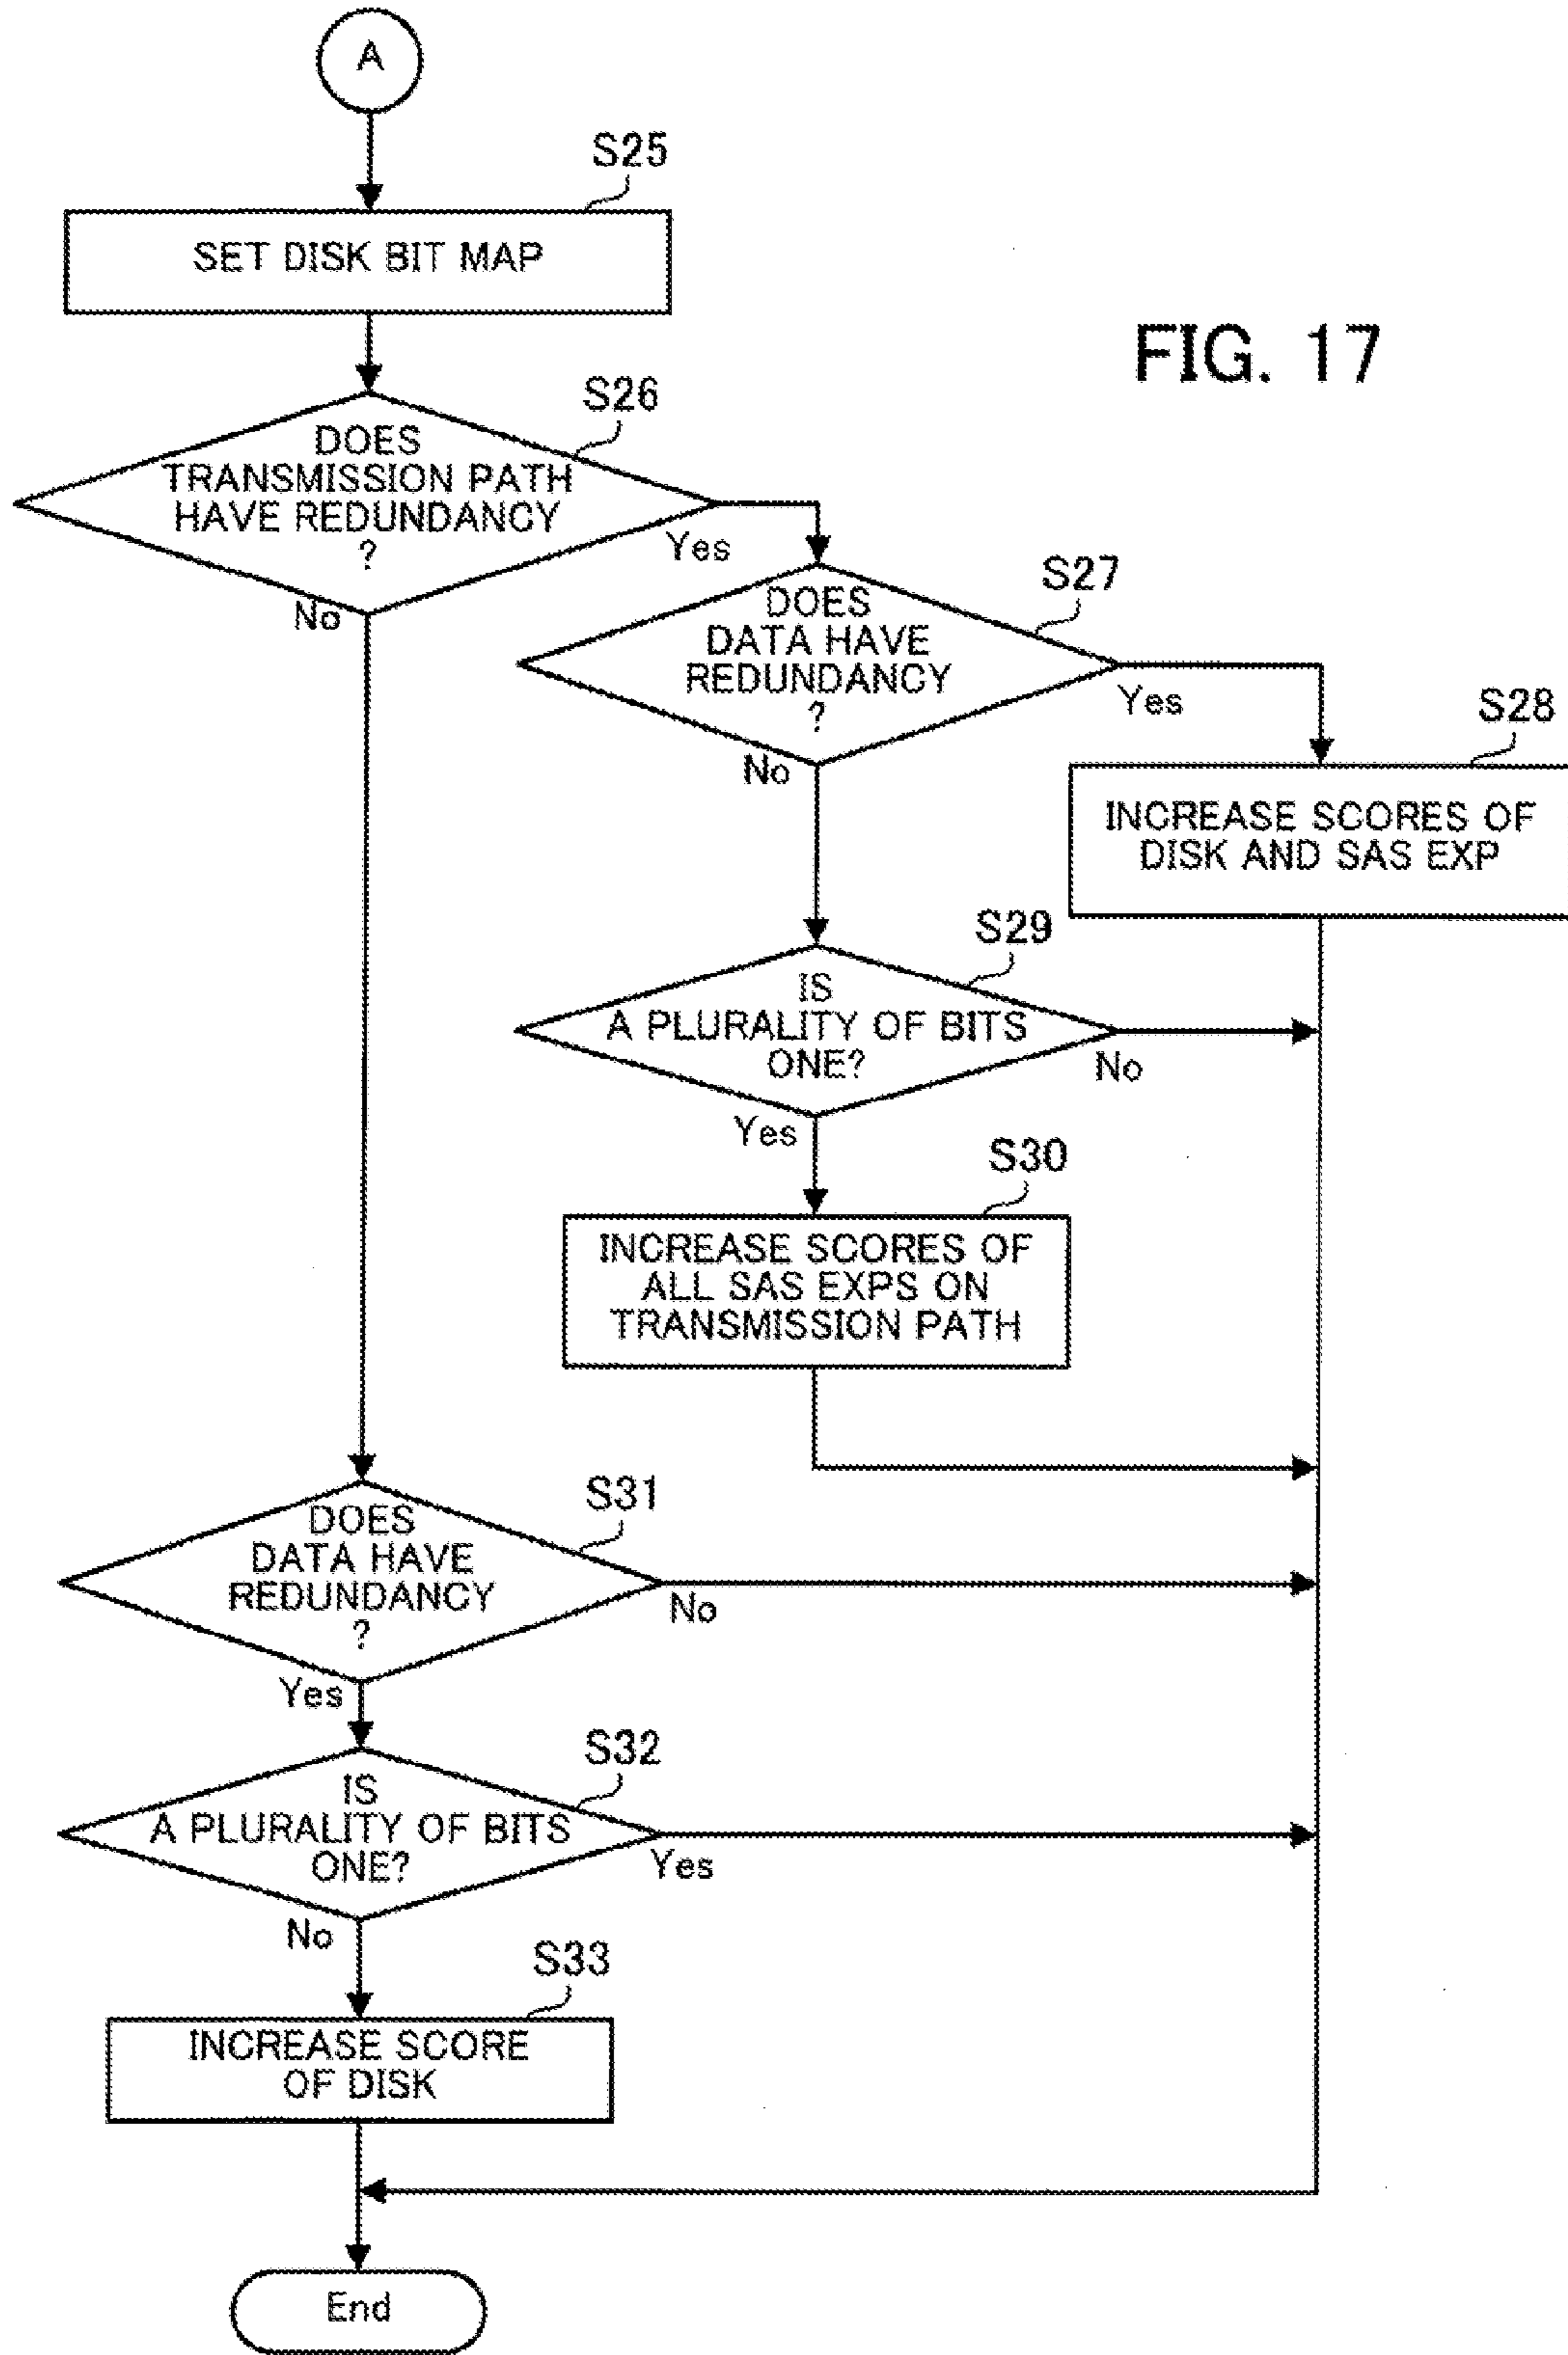 A
S25
SET DISK BIT MAP
FIG. 17
S26
DOES
TRANSMISSION PATH
HAVE REDUNDANCY
?
Yes
No
S27
DOES
DATA HAVE
REDUNDANCY
?
Yes
No
S28
INCREASE SCORES OF
DISK AND SAS EXP
S29
IS
A PLURALITY OF BITS
ONE?
No
Yes
S30
INCREASE SCORES OF
ALL SAS EXPS ON
TRANSMISSION PATH
S31
DOES
DATA HAVE
REDUNDANCY
?
No
Yes
S32
IS
A PLURALITY OF BITS
ONE?
Yes
No
S33
INCREASE SCORE
OF DISK
End